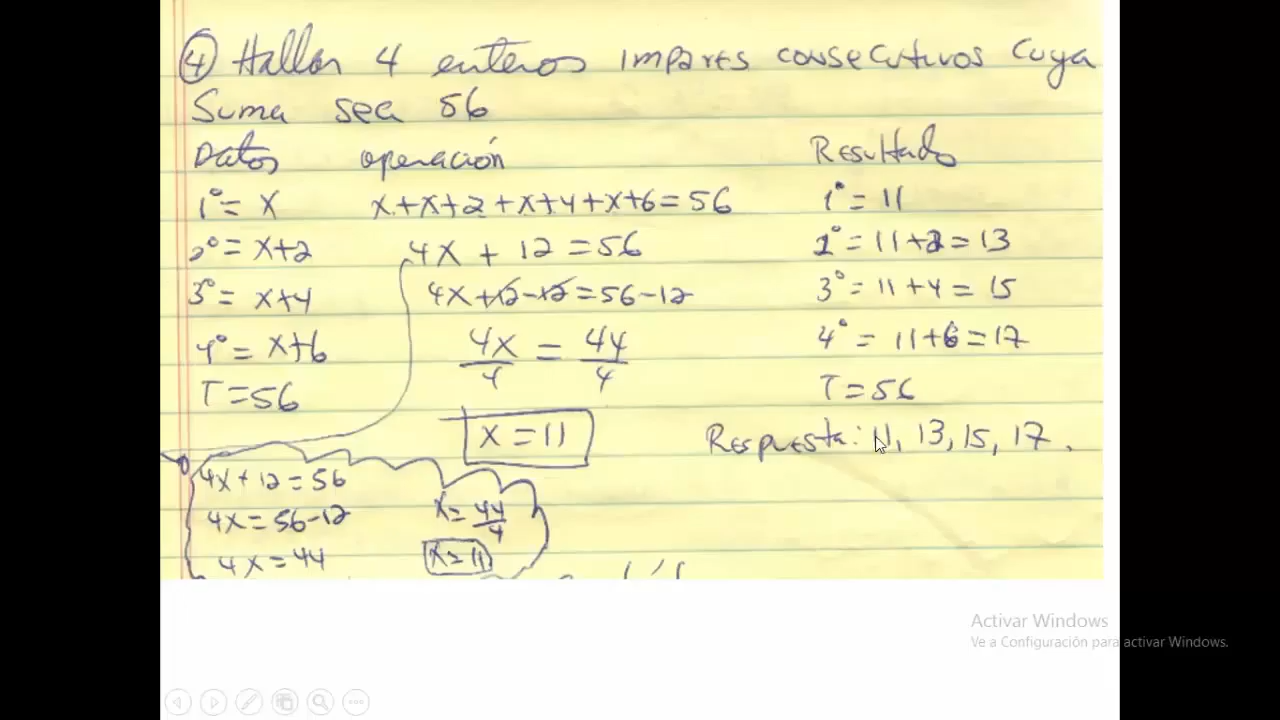 ④ Hallar 4 enteros impares consecutivos cuya
Suma sea 56
Datos operación Resultado
1° = x x+x+2+x+4+x+6=56 1° = 11
2° = x+2 4x + 12 = 56 2° = 11+2 = 13
3° = x+4 4x+12-12=56-12 3° = 11+4 = 15
4° = x+6 4x/4 = 44/4 4° = 11+6=17
T=56 T=56
x=11 Respuesta: 11, 13, 15, 17.
4x+12=56
4x=56-12 x=44/4
4x=44 x=11
Activar Windows
Ve a Configuración para activar Windows.